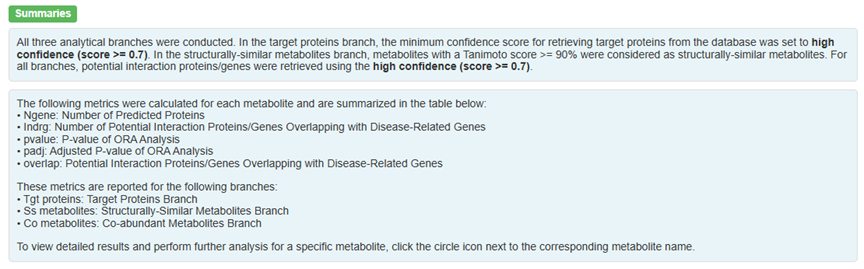 Summaries
All three analytical branches were conducted. In the target proteins branch, the minimum confidence score for retrieving target proteins from the database was set to high
confidence (score >= 0.7). In the structurally-similar metabolites branch, metabolites with a Tanimoto score >= 90% were considered as structurally-similar metabolites. For
all branches, potential interaction proteins/genes were retrieved using the high confidence (score >= 0.7).
The following metrics were calculated for each metabolite and are summarized in the table below:
• Ngene: Number of Predicted Proteins
• Indrg: Number of Potential Interaction Proteins/Genes Overlapping with Disease-Related Genes
• pvalue: P-value of ORA Analysis
• padj: Adjusted P-value of ORA Analysis
• overlap: Potential Interaction Proteins/Genes Overlapping with Disease-Related Genes
These metrics are reported for the following branches:
• Tgt proteins: Target Proteins Branch
• Ss metabolites: Structurally-Similar Metabolites Branch
• Co metabolites: Co-abundant Metabolites Branch
To view detailed results and perform further analysis for a specific metabolite, click the circle icon next to the corresponding metabolite name.